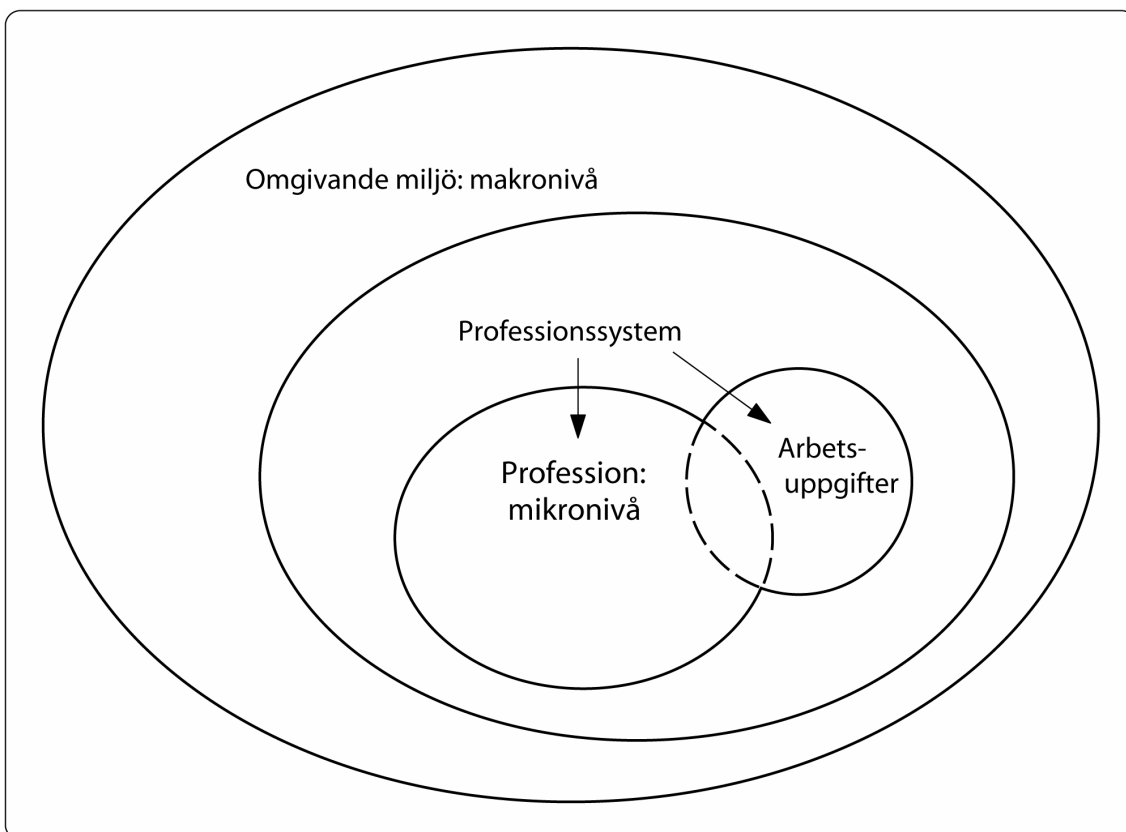 Omgivande miljö: makronivå
Professionssystem
Arbets-
uppgifter
Profession:
mikronivå